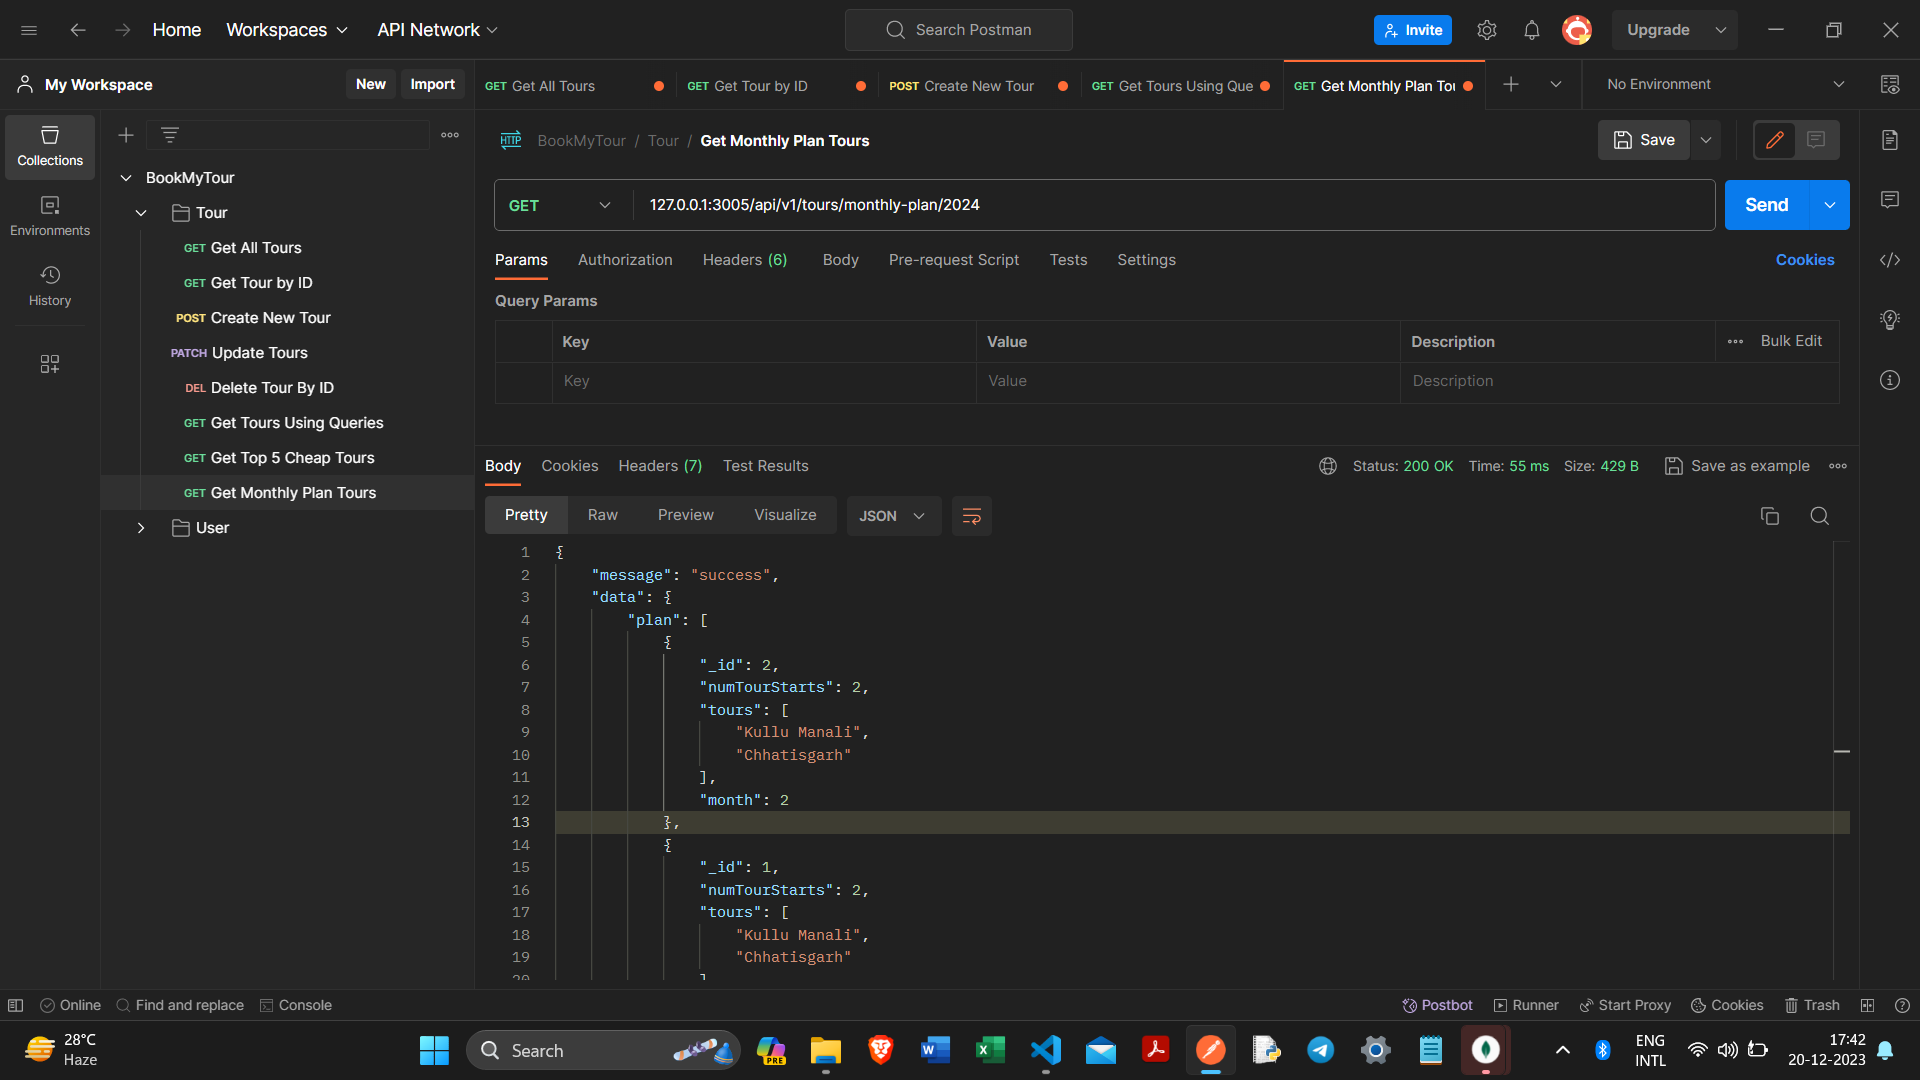 Home Workspaces API Network Search Postman Invite Upgrade
My Workspace New Import GET Get All Tours GET Get Tour by ID POST Create New Tour GET Get Tours Using Que GET Get Monthly Plan Tou No Environment
Collections
Environments
History
BookMyTour
Tour
GET Get All Tours
GET Get Tour by ID
POST Create New Tour
PATCH Update Tours
DEL Delete Tour By ID
GET Get Tours Using Queries
GET Get Top 5 Cheap Tours
GET Get Monthly Plan Tours
User
HTTP BookMyTour / Tour / Get Monthly Plan Tours Save
GET 127.0.0.1:3005/api/v1/tours/monthly-plan/2024 Send
Params Authorization Headers (6) Body Pre-request Script Tests Settings Cookies
Query Params
Key Value Description Bulk Edit
Key Value Description
Body Cookies Headers (7) Test Results Status: 200 OK Time: 55 ms Size: 429 B Save as example
Pretty Raw Preview Visualize JSON
1 {
2 "message": "success",
3 "data": {
4 "plan": [
5 {
6 "_id": 2,
7 "numTourStarts": 2,
8 "tours": [
9 "Kullu Manali",
10 "Chhatisgarh"
11 ],
12 "month": 2
13 },
14 {
15 "_id": 1,
16 "numTourStarts": 2,
17 "tours": [
18 "Kullu Manali",
19 "Chhatisgarh"
20 ]
Online Find and replace Console Postbot Runner Start Proxy Cookies Trash
28°C
Haze
Search
PRE
ENG
INTL
17:42
20-12-2023